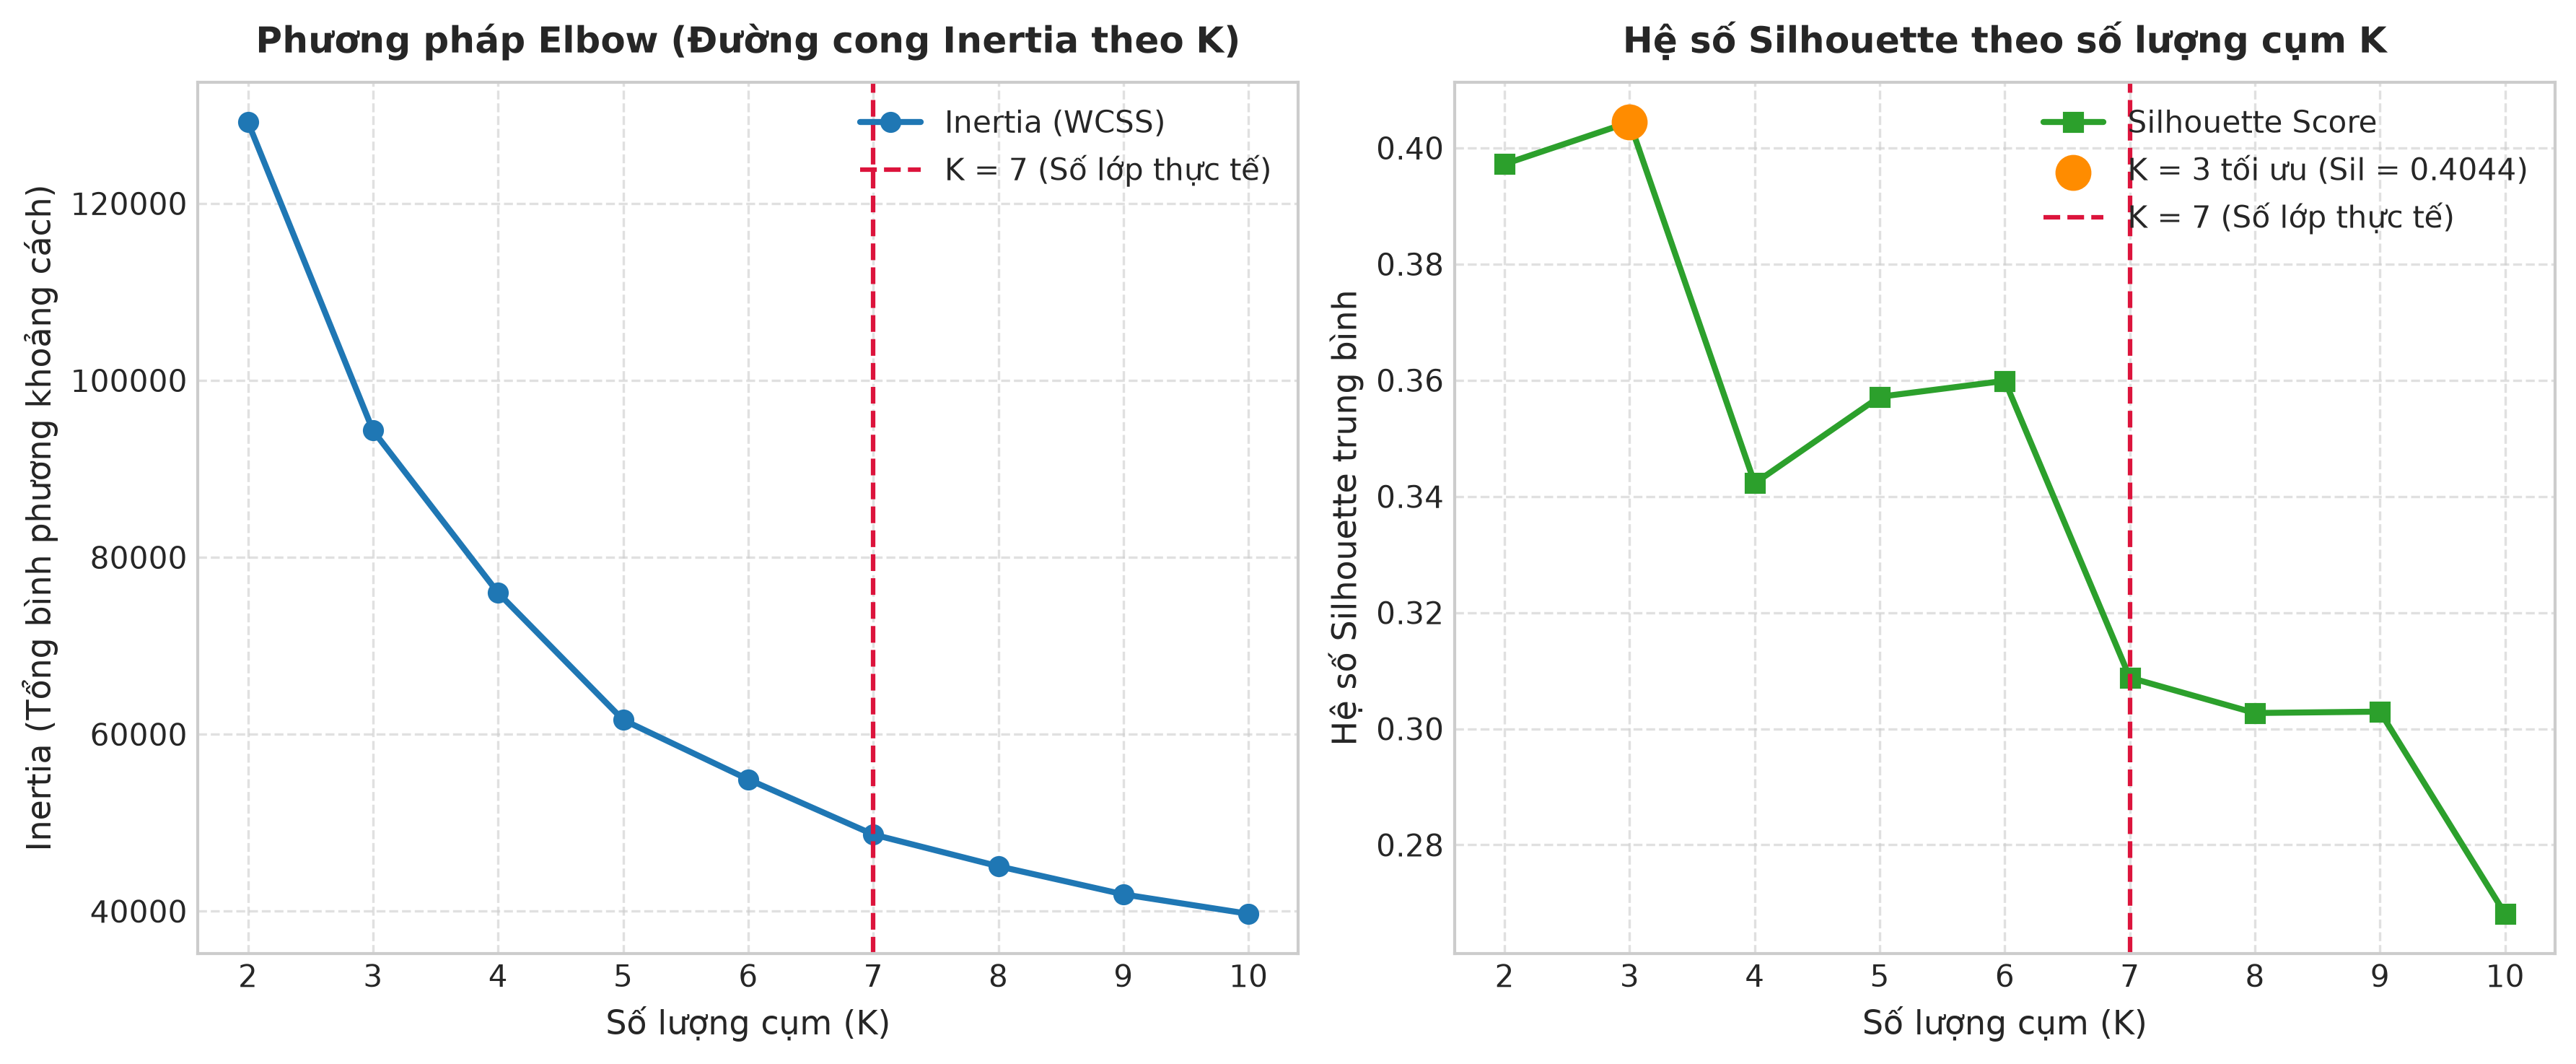 Phương pháp Elbow (Đường cong Inertia theo K)
Inertia (Tổng bình phương khoảng cách)
120000
100000
80000
60000
40000
Inertia (WCSS)
K = 7 (Số lớp thực tế)
2 3 4 5 6 7 8 9 10
Số lượng cụm (K)
Hệ số Silhouette theo số lượng cụm K
Hệ số Silhouette trung bình
0.40
0.38
0.36
0.34
0.32
0.30
0.28
Silhouette Score
K = 3 tối ưu (Sil = 0.4044)
K = 7 (Số lớp thực tế)
2 3 4 5 6 7 8 9 10
Số lượng cụm (K)